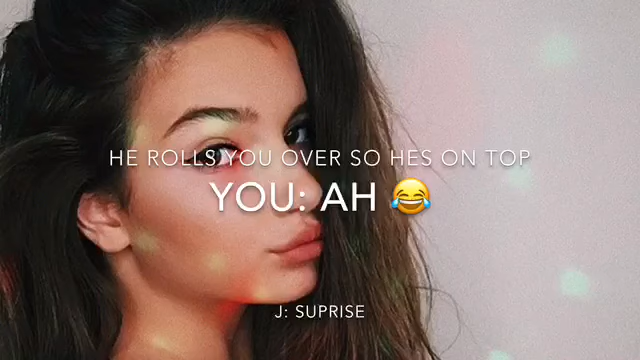 HE ROLLS YOU OVER SO HES ON TOP
YOU: AH 😂
J: SUPRISE